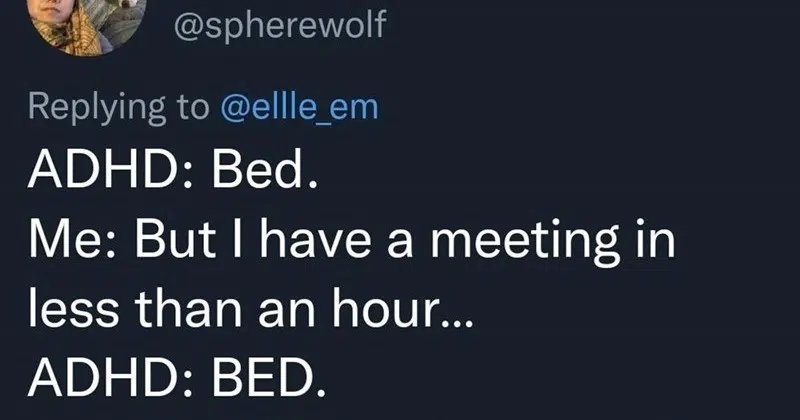 @spherewolf
Replying to @ellle_em
ADHD: Bed.
Me: But I have a meeting in
less than an hour...
ADHD: BED.